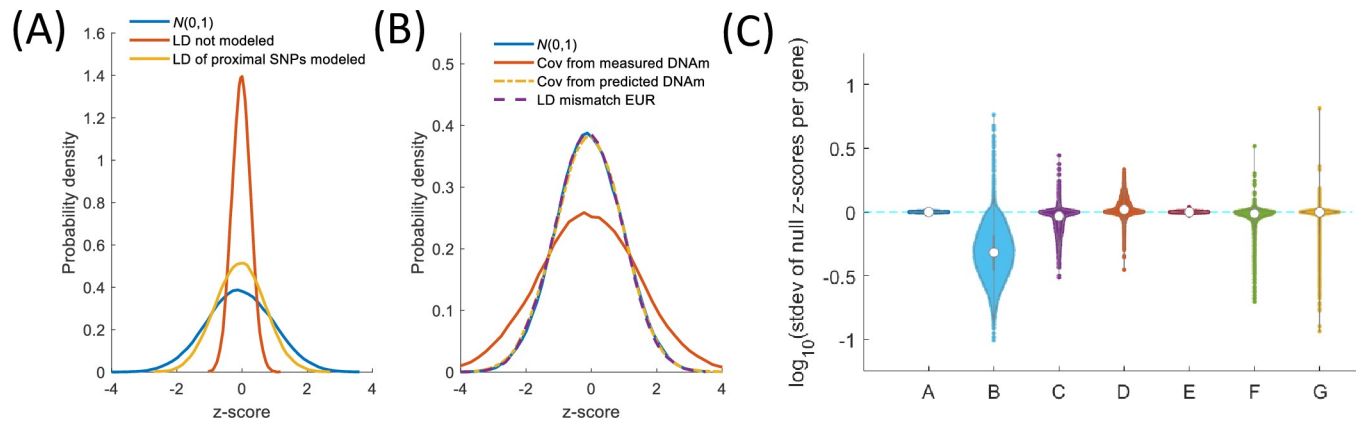 (A)
N(0,1)
LD not modeled
LD of proximal SNPs modeled
1.6
1.4
1.2
1
0.8
0.6
0.4
0.2
0
Probability density
-4
-2
0
2
4
z-score
(B)
N(0,1)
Cov from measured DNAm
Cov from predicted DNAm
LD mismatch EUR
0.5
0.4
0.3
0.2
0.1
0
Probability density
-4
-2
0
2
4
z-score
(C)
1
0.5
0
-0.5
-1
log10(stdev of null z-scores per gene)
A
B
C
D
E
F
G